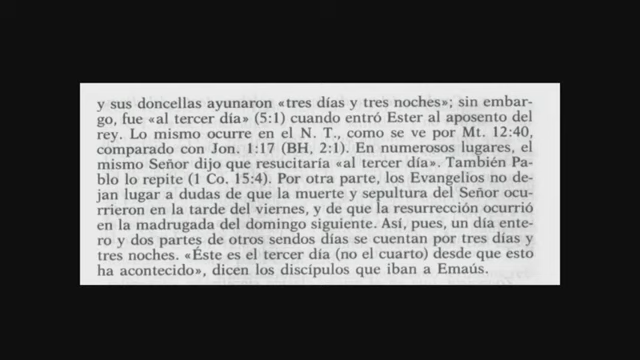 y sus doncellas ayunaron «tres días y tres noches»; sin embar-
go, fue «al tercer día» (5:1) cuando entró Ester al aposento del
rey. Lo mismo ocurre en el N. T., como se ve por Mt. 12:40,
comparado con Jon. 1:17 (BH, 2:1). En numerosos lugares, el
mismo Señor dijo que resucitaría «al tercer día». También Pa-
blo lo repite (1 Co. 15:4). Por otra parte, los Evangelios no de-
jan lugar a dudas de que la muerte y sepultura del Señor ocu-
rrieron en la tarde del viernes, y de que la resurrección ocurrió
en la madrugada del domingo siguiente. Así, pues, un día ente-
ro y dos partes de otros sendos días se cuentan por tres días y
tres noches. «Éste es el tercer día (no el cuarto) desde que esto
ha acontecido», dicen los discípulos que iban a Emaús.